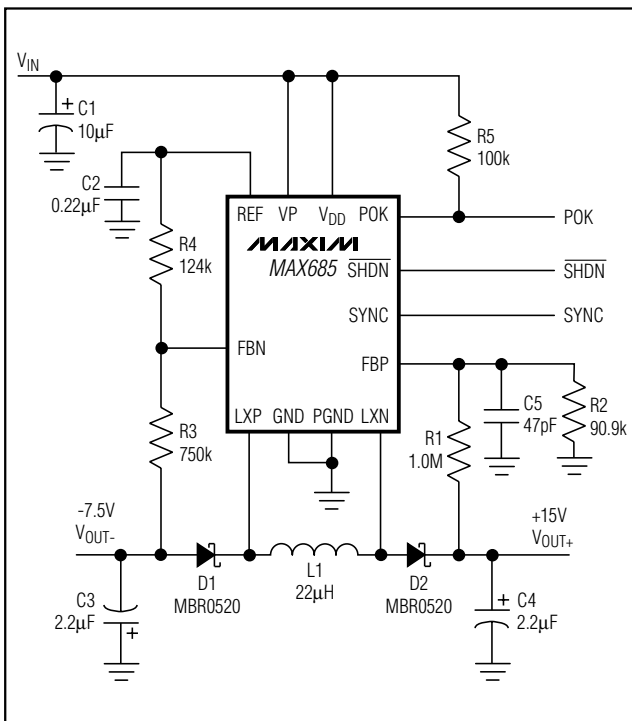 VIN
+ C1
10µF
C2
0.22µF
R4
124k
R5
100k
REF VP VDD POK
POK
MAXIM
MAX685 SHDN
SHDN
SYNC
SYNC
FBN
FBP
R3
750k
LXP GND PGND LXN
R1
1.0M
C5
47pF
R2
90.9k
-7.5V
VOUT-
+15V
VOUT+
D1
MBR0520
L1
22µH
D2
MBR0520
C3
2.2µF
+
+
C4
2.2µF